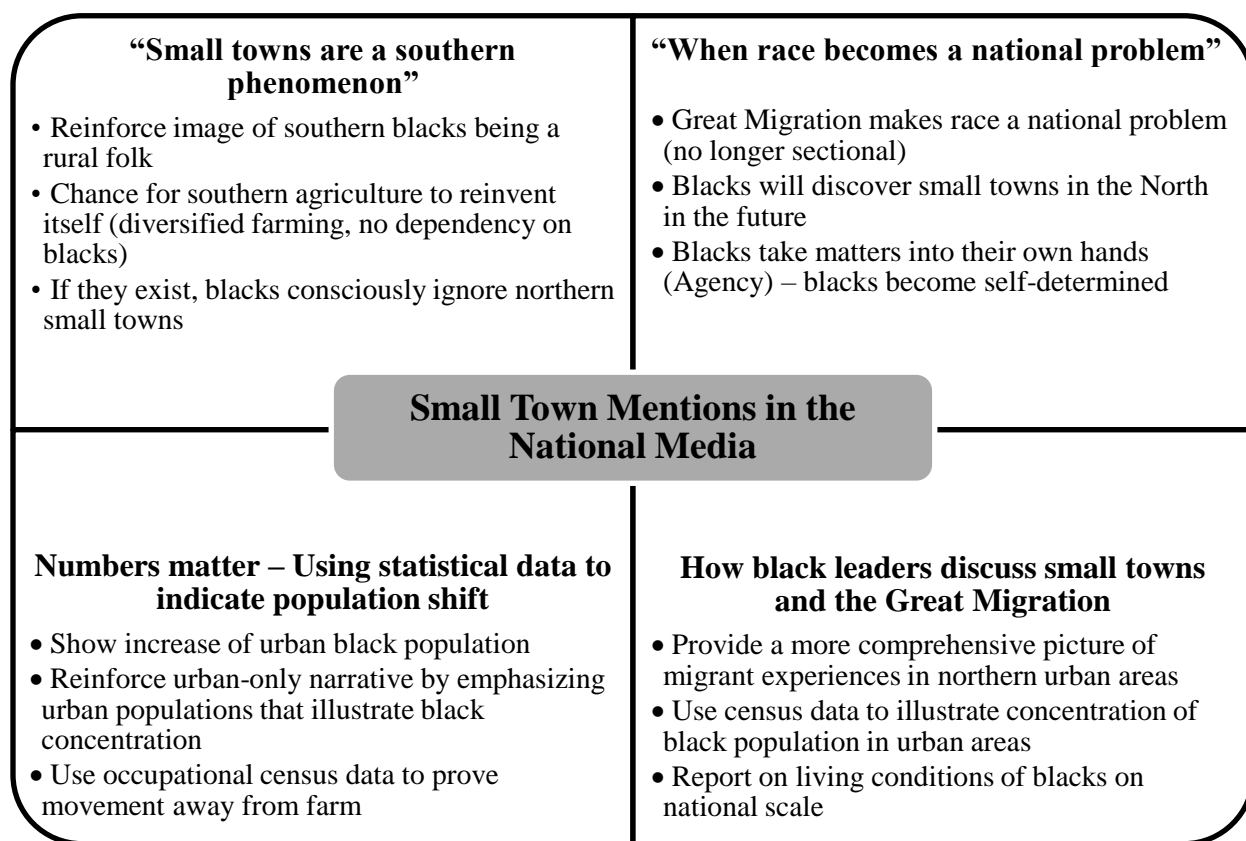 “Small towns are a southern
phenomenon”
• Reinforce image of southern blacks being a
rural folk
• Chance for southern agriculture to reinvent
itself (diversified farming, no dependency on
blacks)
• If they exist, blacks consciously ignore northern
small towns
“When race becomes a national problem”
• Great Migration makes race a national problem
(no longer sectional)
• Blacks will discover small towns in the North
in the future
• Blacks take matters into their own hands
(Agency) – blacks become self-determined
Small Town Mentions in the
National Media
Numbers matter – Using statistical data to
indicate population shift
• Show increase of urban black population
• Reinforce urban-only narrative by emphasizing
urban populations that illustrate black
concentration
• Use occupational census data to prove
movement away from farm
How black leaders discuss small towns
and the Great Migration
• Provide a more comprehensive picture of
migrant experiences in northern urban areas
• Use census data to illustrate concentration of
black population in urban areas
• Report on living conditions of blacks on
national scale